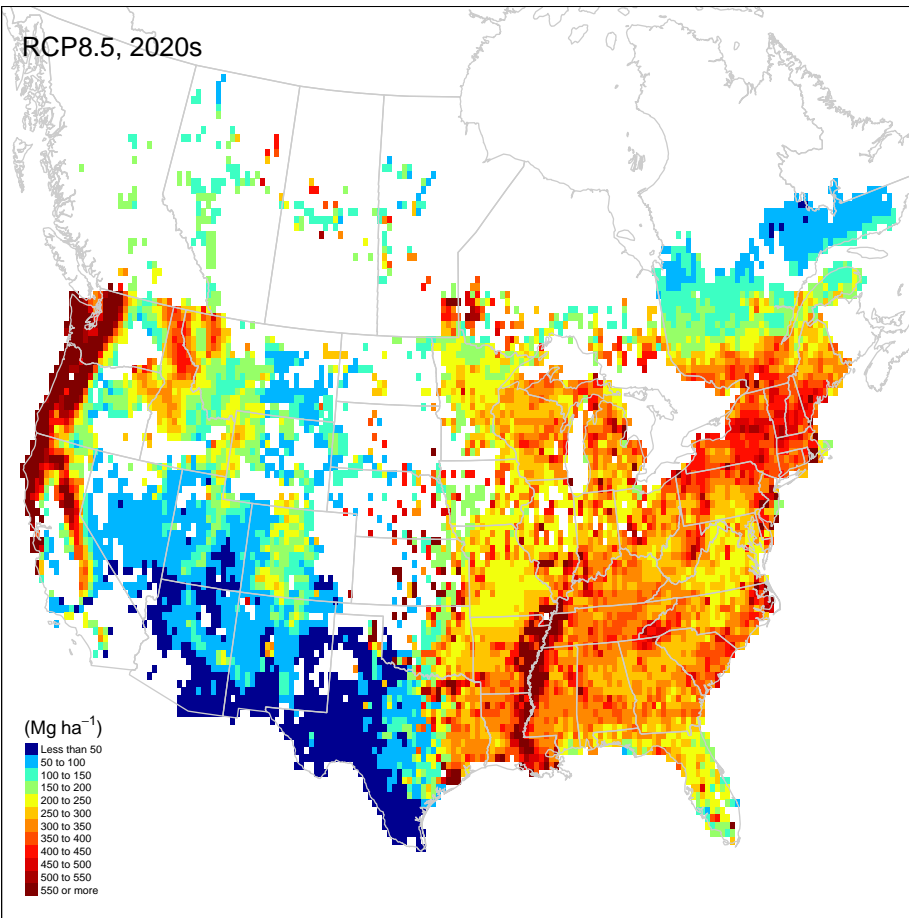 RCP8.5, 2020s
(Mg ha⁻¹)
Less than 50
50 to 100
100 to 150
150 to 200
200 to 250
250 to 300
300 to 350
350 to 400
400 to 450
450 to 500
500 to 550
550 or more